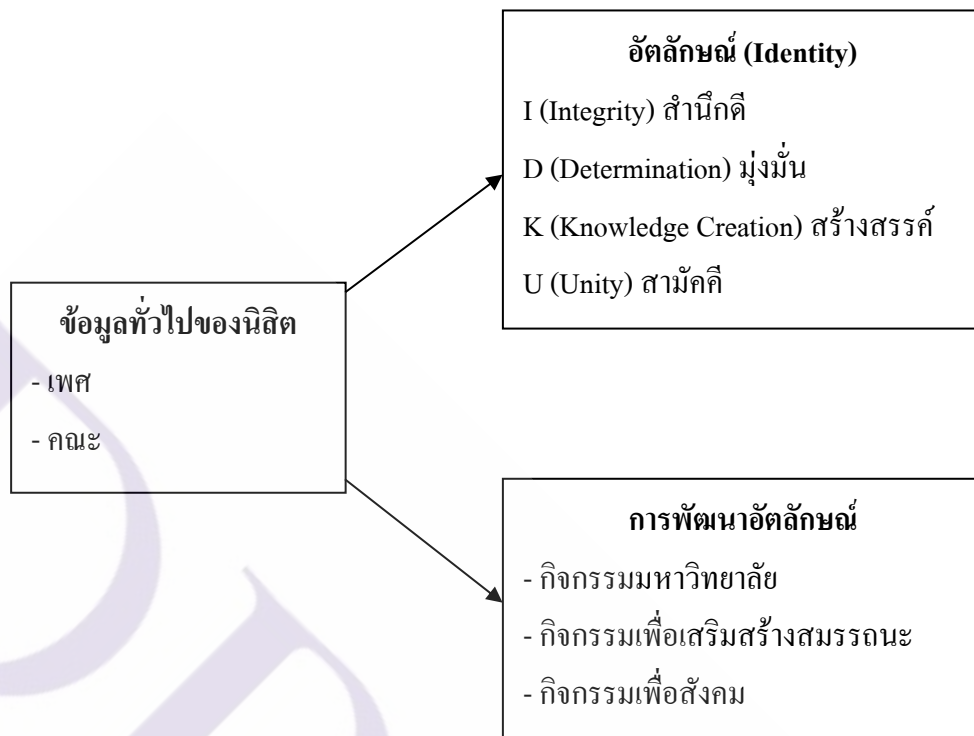 อัตลักษณ์ (Identity)
I (Integrity) สำนึกดี
D (Determination) มุ่งมั่น
K (Knowledge Creation) สร้างสรรค์
U (Unity) สามัคคี
ข้อมูลทั่วไปของนิสิต
- เพศ
- คณะ
การพัฒนาอัตลักษณ์
- กิจกรรมมหาวิทยาลัย
- กิจกรรมเพื่อเสริมสร้างสมรรถนะ
- กิจกรรมเพื่อสังคม